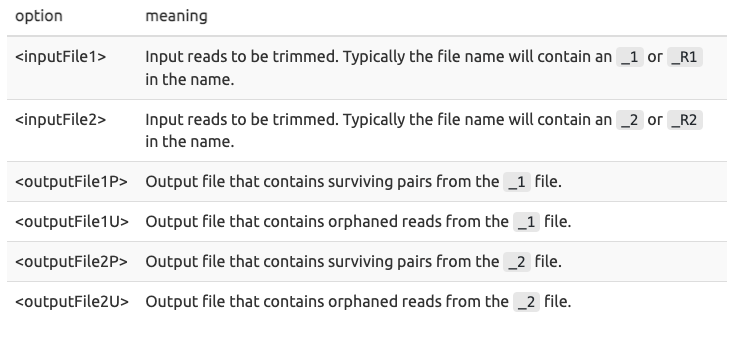 option meaning
<inputFile1> Input reads to be trimmed. Typically the file name will contain an _1 or _R1
in the name.
<inputFile2> Input reads to be trimmed. Typically the file name will contain an _2 or _R2
in the name.
<outputFile1P> Output file that contains surviving pairs from the _1 file.
<outputFile1U> Output file that contains orphaned reads from the _1 file.
<outputFile2P> Output file that contains surviving pairs from the _2 file.
<outputFile2U> Output file that contains orphaned reads from the _2 file.